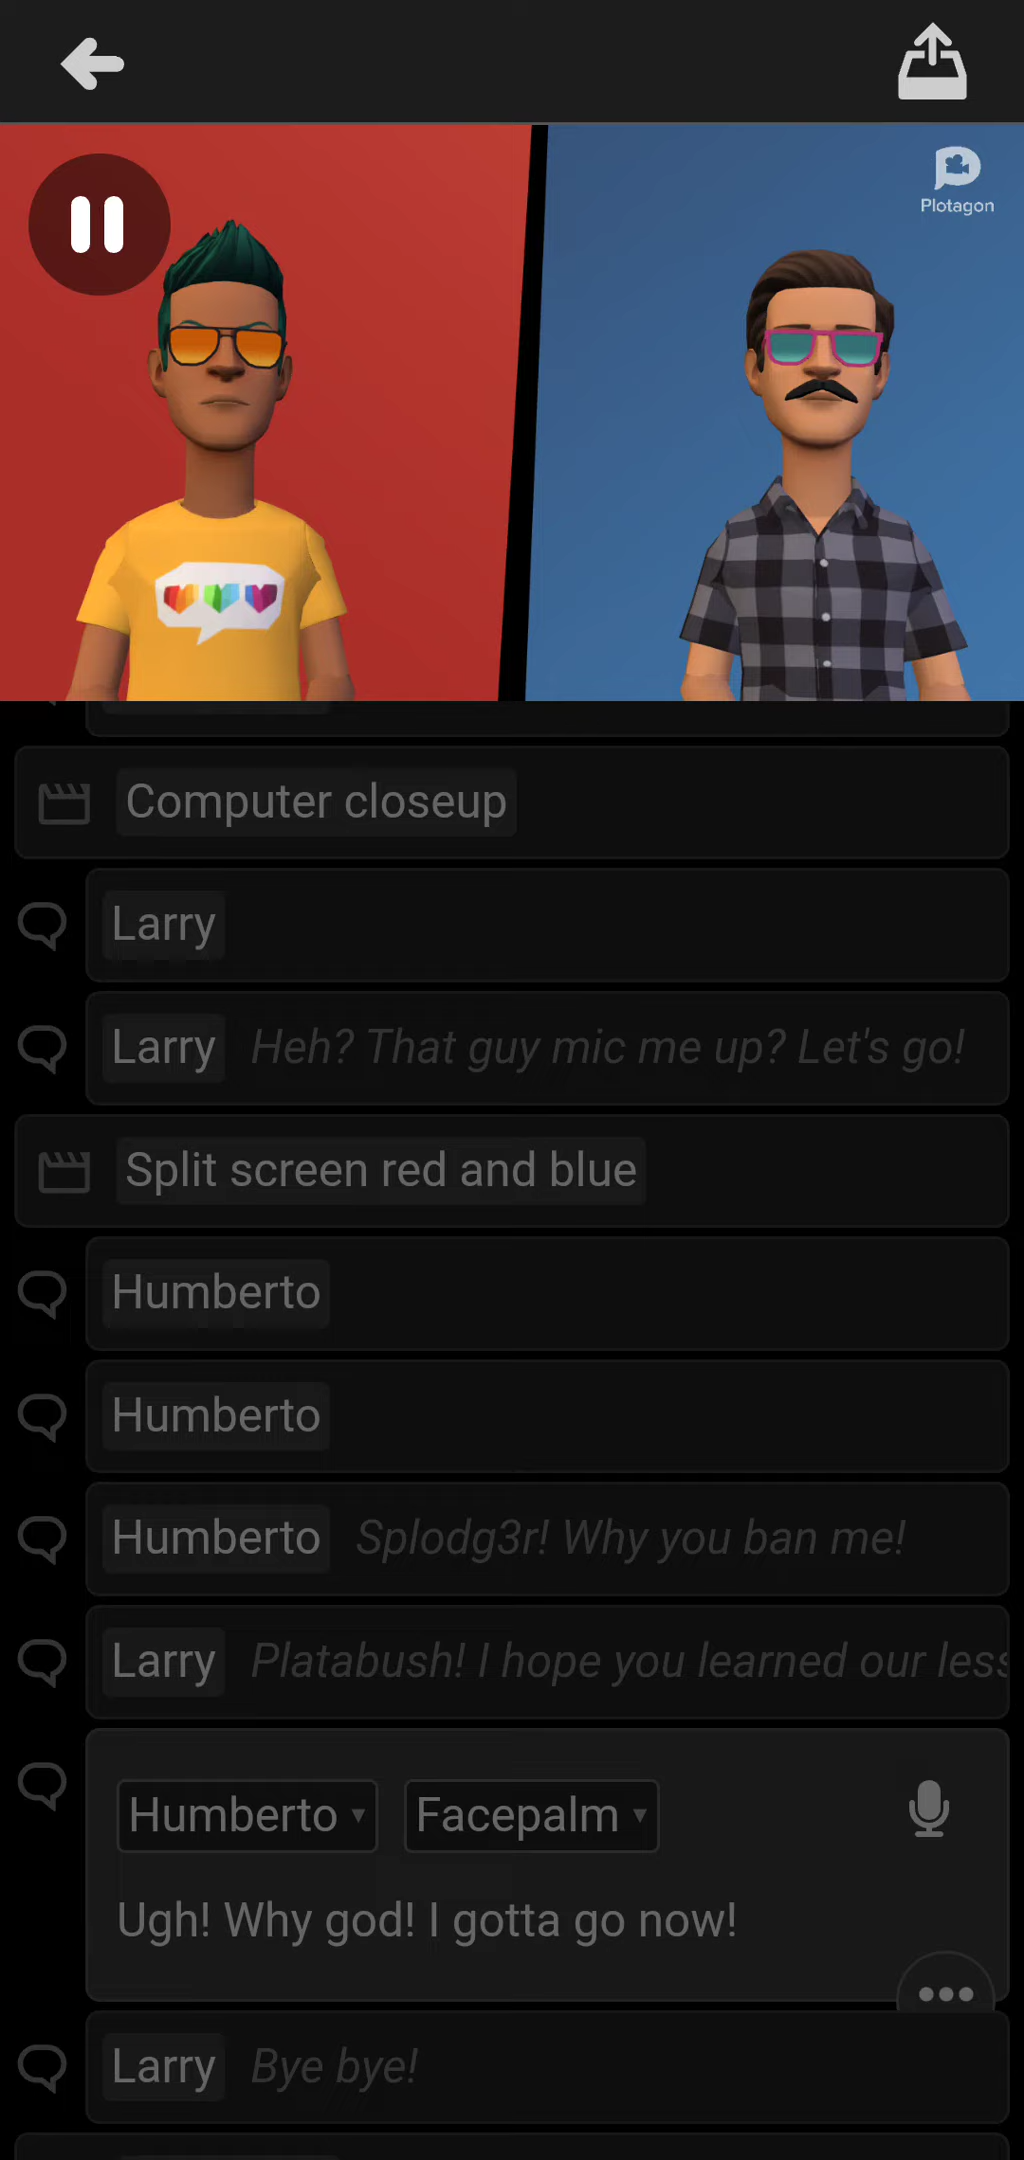 Plotagon
Computer closeup
Larry
Larry Heh? That guy mic me up? Let's go!
Split screen red and blue
Humberto
Humberto
Humberto Splodg3r! Why you ban me!
Larry Platabush! I hope you learned our less
Humberto Facepalm
Ugh! Why god! I gotta go now!
Larry Bye bye!